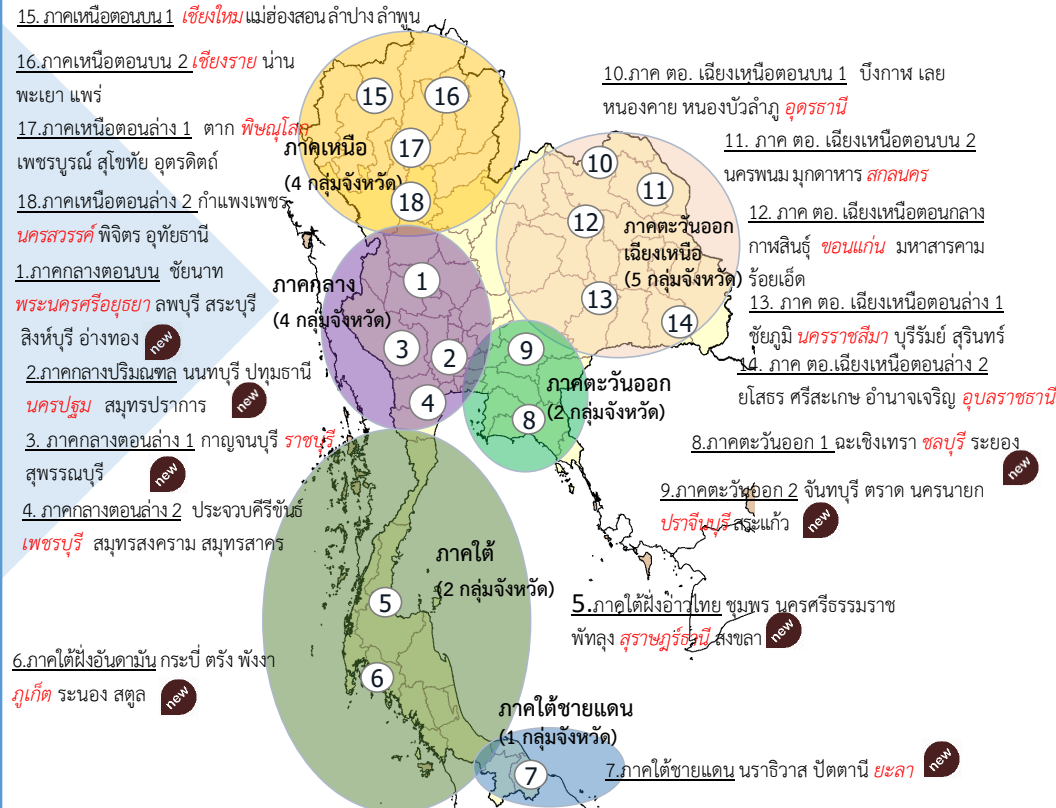 15. ภาคเหนือตอนบน 1 เชียงใหม่ แม่ฮ่องสอน ลำปาง ลำพูน
16.ภาคเหนือตอนบน 2 เชียงราย น่าน
พะเยา แพร่
17.ภาคเหนือตอนล่าง 1 ตาก พิษณุโลก
เพชรบูรณ์ สุโขทัย อุตรดิตถ์
18.ภาคเหนือตอนล่าง 2 กำแพงเพชร
นครสวรรค์ พิจิตร อุทัยธานี
1.ภาคกลางตอนบน ชัยนาท
พระนครศรีอยุธยา ลพบุรี สระบุรี
สิงห์บุรี อ่างทอง new
2.ภาคกลางปริมณฑล นนทบุรี ปทุมธานี
นครปฐม สมุทรปราการ new
3. ภาคกลางตอนล่าง 1 กาญจนบุรี ราชบุรี
สุพรรณบุรี new
4. ภาคกลางตอนล่าง 2 ประจวบคีรีขันธ์
เพชรบุรี สมุทรสงคราม สมุทรสาคร
6.ภาคใต้ฝั่งอันดามัน กระบี่ ตรัง พังงา
ภูเก็ต ระนอง สตูล new
15 16
17
ภาคเหนือ
(4 กลุ่มจังหวัด)
18
ภาคกลาง
(4 กลุ่มจังหวัด)
1
3 2
4
10
11
12
ภาคตะวันออก
เฉียงเหนือ
(5 กลุ่มจังหวัด)
13
14
9
ภาคตะวันออก
(2 กลุ่มจังหวัด)
8
ภาคใต้
(2 กลุ่มจังหวัด)
5
6
ภาคใต้ชายแดน
(1 กลุ่มจังหวัด)
7
10.ภาค ตอ. เฉียงเหนือตอนบน 1 บึงกาฬ เลย
หนองคาย หนองบัวลำภู อุดรธานี
11. ภาค ตอ. เฉียงเหนือตอนบน 2
นครพนม มุกดาหาร สกลนคร
12. ภาค ตอ. เฉียงเหนือตอนกลาง
กาฬสินธุ์ ขอนแก่น มหาสารคาม
ร้อยเอ็ด
13. ภาค ตอ. เฉียงเหนือตอนล่าง 1
ชัยภูมิ นครราชสีมา บุรีรัมย์ สุรินทร์
14. ภาค ตอ.เฉียงเหนือตอนล่าง 2
ยโสธร ศรีสะเกษ อำนาจเจริญ อุบลราชธานี
8.ภาคตะวันออก 1 ฉะเชิงเทรา ชลบุรี ระยอง
new
9.ภาคตะวันออก 2 จันทบุรี ตราด นครนายก
ปราจีนบุรี สระแก้ว new
5.ภาคใต้ฝั่งอ่าวไทย ชุมพร นครศรีธรรมราช
พัทลุง สุราษฎร์ธานี สงขลา new
7.ภาคใต้ชายแดน นราธิวาส ปัตตานี ยะลา new